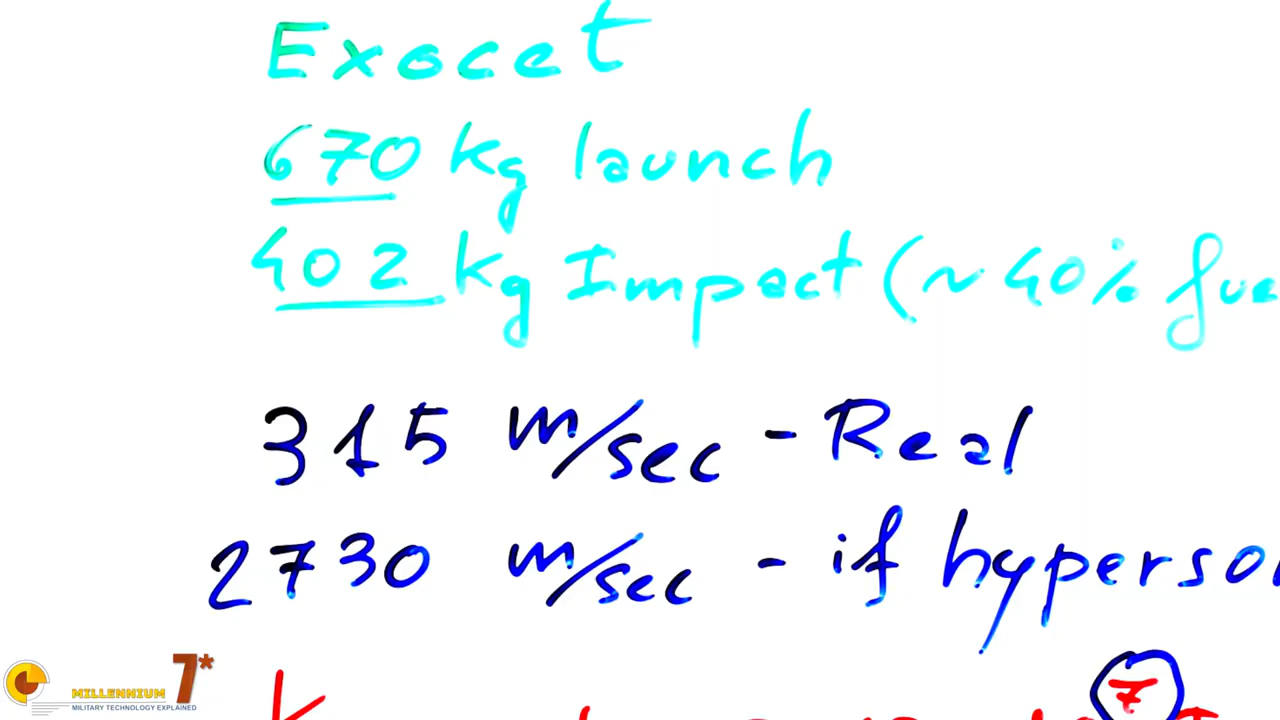 Exocet
670 kg launch
402 kg Impact (~40% fue
315 m/sec - Real
2730 m/sec - if hyperso
K
7
MILLENNIUM 7*
MILITARY TECHNOLOGY EXPLAINED